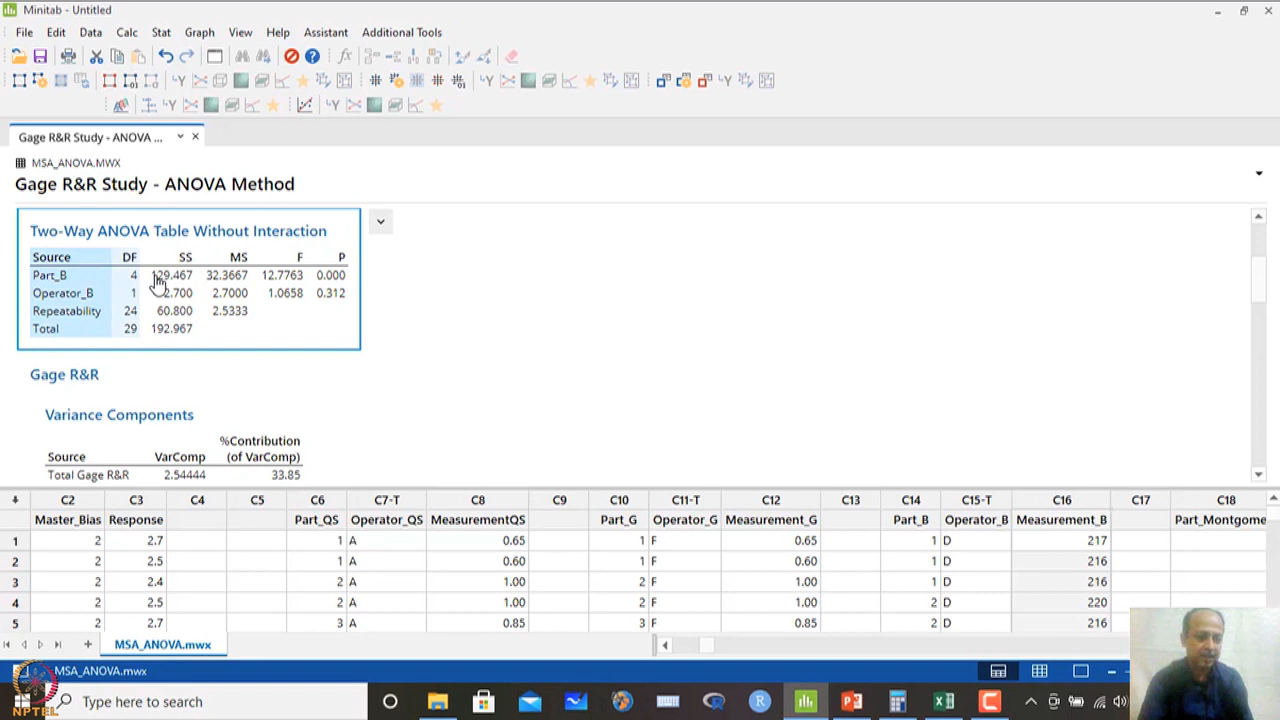 Minitab - Untitled
File Edit Data Calc Stat Graph View Help Assistant Additional Tools
Gage R&R Study - ANOVA ...
MSA_ANOVA.MWX
Gage R&R Study - ANOVA Method
Two-Way ANOVA Table Without Interaction
Source DF SS MS F P
Part_B 4 129.467 32.3667 12.7763 0.000
Operator_B 1 2.700 2.7000 1.0658 0.312
Repeatability 24 60.800 2.5333
Total 29 192.967
Gage R&R
Variance Components
%Contribution
Source VarComp (of VarComp)
Total Gage R&R 2.54444 33.85
C2 C3 C4 C5 C6 C7-T C8 C9 C10 C11-T C12 C13 C14 C15-T C16 C17 C18
Master_Bias Response Part_QS Operator_QS MeasurementQS Part_G Operator_G Measurement_G Part_B Operator_B Measurement_B Part_Montgome
1 2 2.7 1 A 0.65 1 F 0.65 1 D 217
2 2 2.5 1 A 0.60 1 F 0.60 1 D 216
3 2 2.4 2 A 1.00 2 F 1.00 1 D 216
4 2 2.5 2 A 1.00 2 F 1.00 2 D 220
5 2 2.7 3 A 0.85 3 F 0.85 2 D 216
MSA_ANOVA.mwx
MSA_ANOVA.mwx
Type here to search
NPTEL